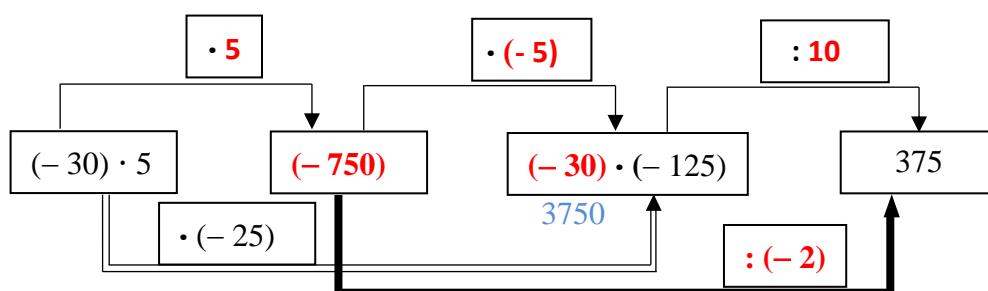 · 5
· (- 5)
: 10
(– 30) · 5
(– 750)
(– 30) · (– 125)
375
3750
· (– 25)
: (– 2)